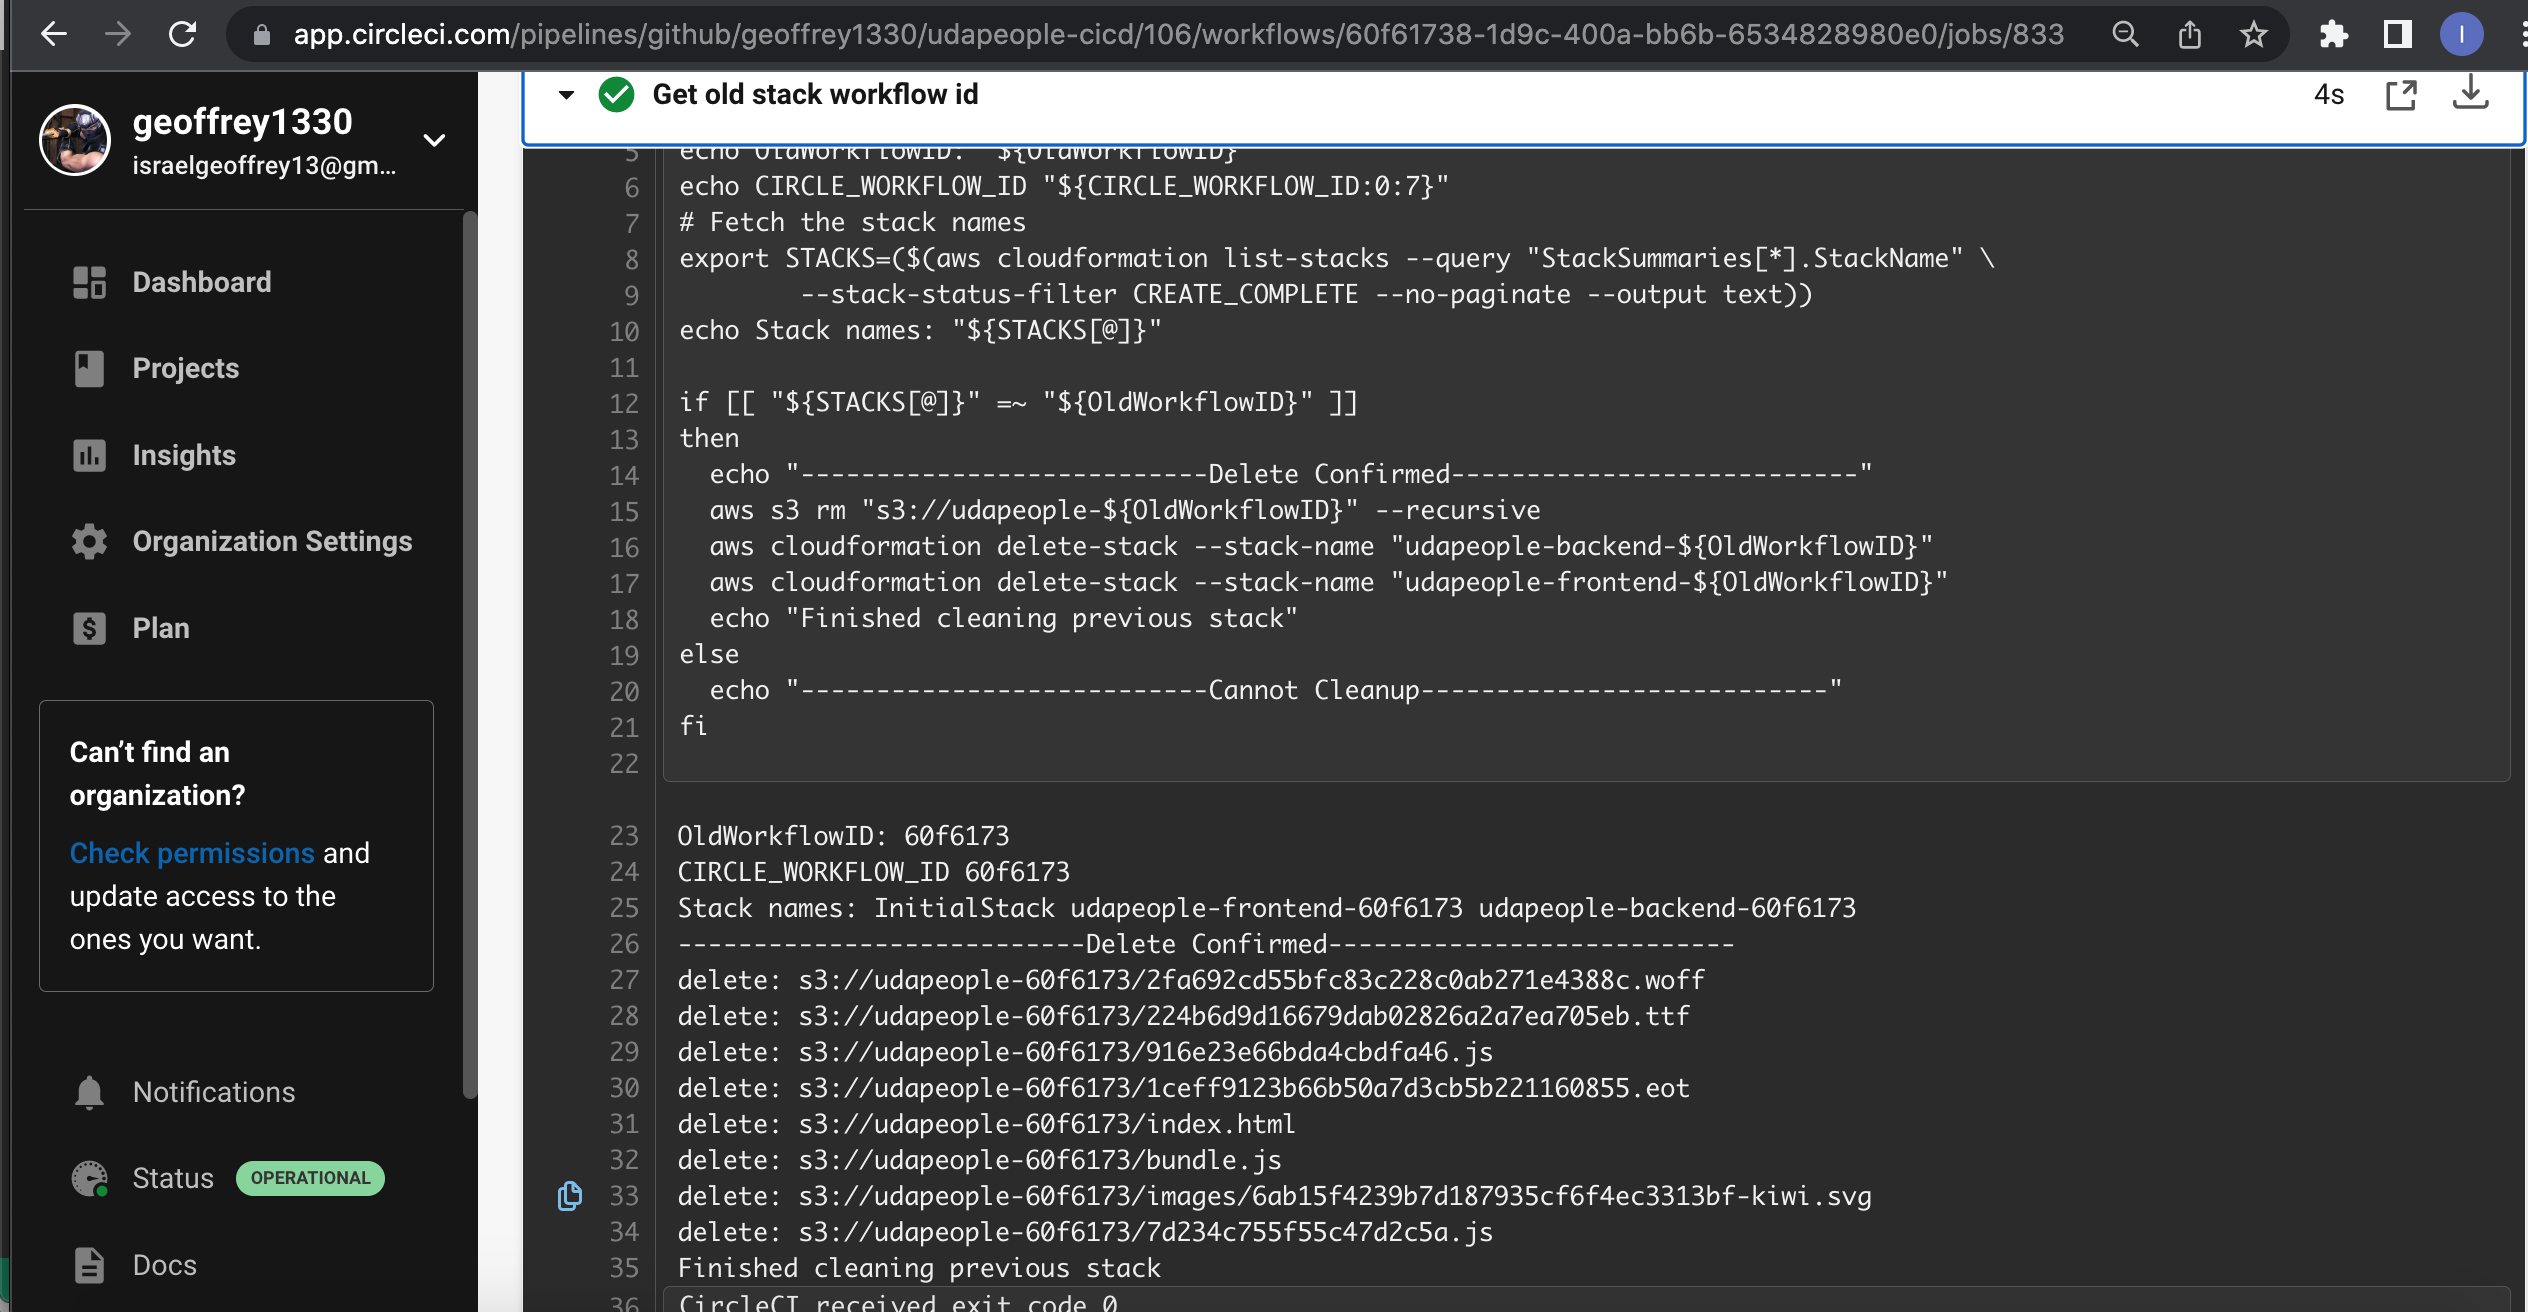 app.circleci.com/pipelines/github/geoffrey1330/udapeople-cicd/106/workflows/60f61738-1d9c-400a-bb6b-6534828980e0/jobs/833
I
geoffrey1330
israelgeoffrey13@gm...
Dashboard
Projects
Insights
Organization Settings
Plan
Can't find an
organization?
Check permissions and
update access to the
ones you want.
Notifications
Status OPERATIONAL
Docs
Get old stack workflow id 4s
5 echo OldWorkflowID: "${OldWorkflowID}"
6 echo CIRCLE_WORKFLOW_ID "${CIRCLE_WORKFLOW_ID:0:7}"
7 # Fetch the stack names
8 export STACKS=($(aws cloudformation list-stacks --query "StackSummaries[*].StackName" \
9 --stack-status-filter CREATE_COMPLETE --no-paginate --output text))
10 echo Stack names: "${STACKS[@]}"
11
12 if [[ "${STACKS[@]}" =~ "${OldWorkflowID}" ]]
13 then
14 echo "---------------------------Delete Confirmed---------------------------"
15 aws s3 rm "s3://udapeople-${OldWorkflowID}" --recursive
16 aws cloudformation delete-stack --stack-name "udapeople-backend-${OldWorkflowID}"
17 aws cloudformation delete-stack --stack-name "udapeople-frontend-${OldWorkflowID}"
18 echo "Finished cleaning previous stack"
19 else
20 echo "---------------------------Cannot Cleanup---------------------------"
21 fi
22
23 OldWorkflowID: 60f6173
24 CIRCLE_WORKFLOW_ID 60f6173
25 Stack names: InitialStack udapeople-frontend-60f6173 udapeople-backend-60f6173
26 ---------------------------Delete Confirmed---------------------------
27 delete: s3://udapeople-60f6173/2fa692cd55bfc83c228c0ab271e4388c.woff
28 delete: s3://udapeople-60f6173/224b6d9d16679dab02826a2a7ea705eb.ttf
29 delete: s3://udapeople-60f6173/916e23e66bda4cbdfa46.js
30 delete: s3://udapeople-60f6173/1ceff9123b66b50a7d3cb5b221160855.eot
31 delete: s3://udapeople-60f6173/index.html
32 delete: s3://udapeople-60f6173/bundle.js
33 delete: s3://udapeople-60f6173/images/6ab15f4239b7d187935cf6f4ec3313bf-kiwi.svg
34 delete: s3://udapeople-60f6173/7d234c755f55c47d2c5a.js
35 Finished cleaning previous stack
36 CircleCI received exit code 0